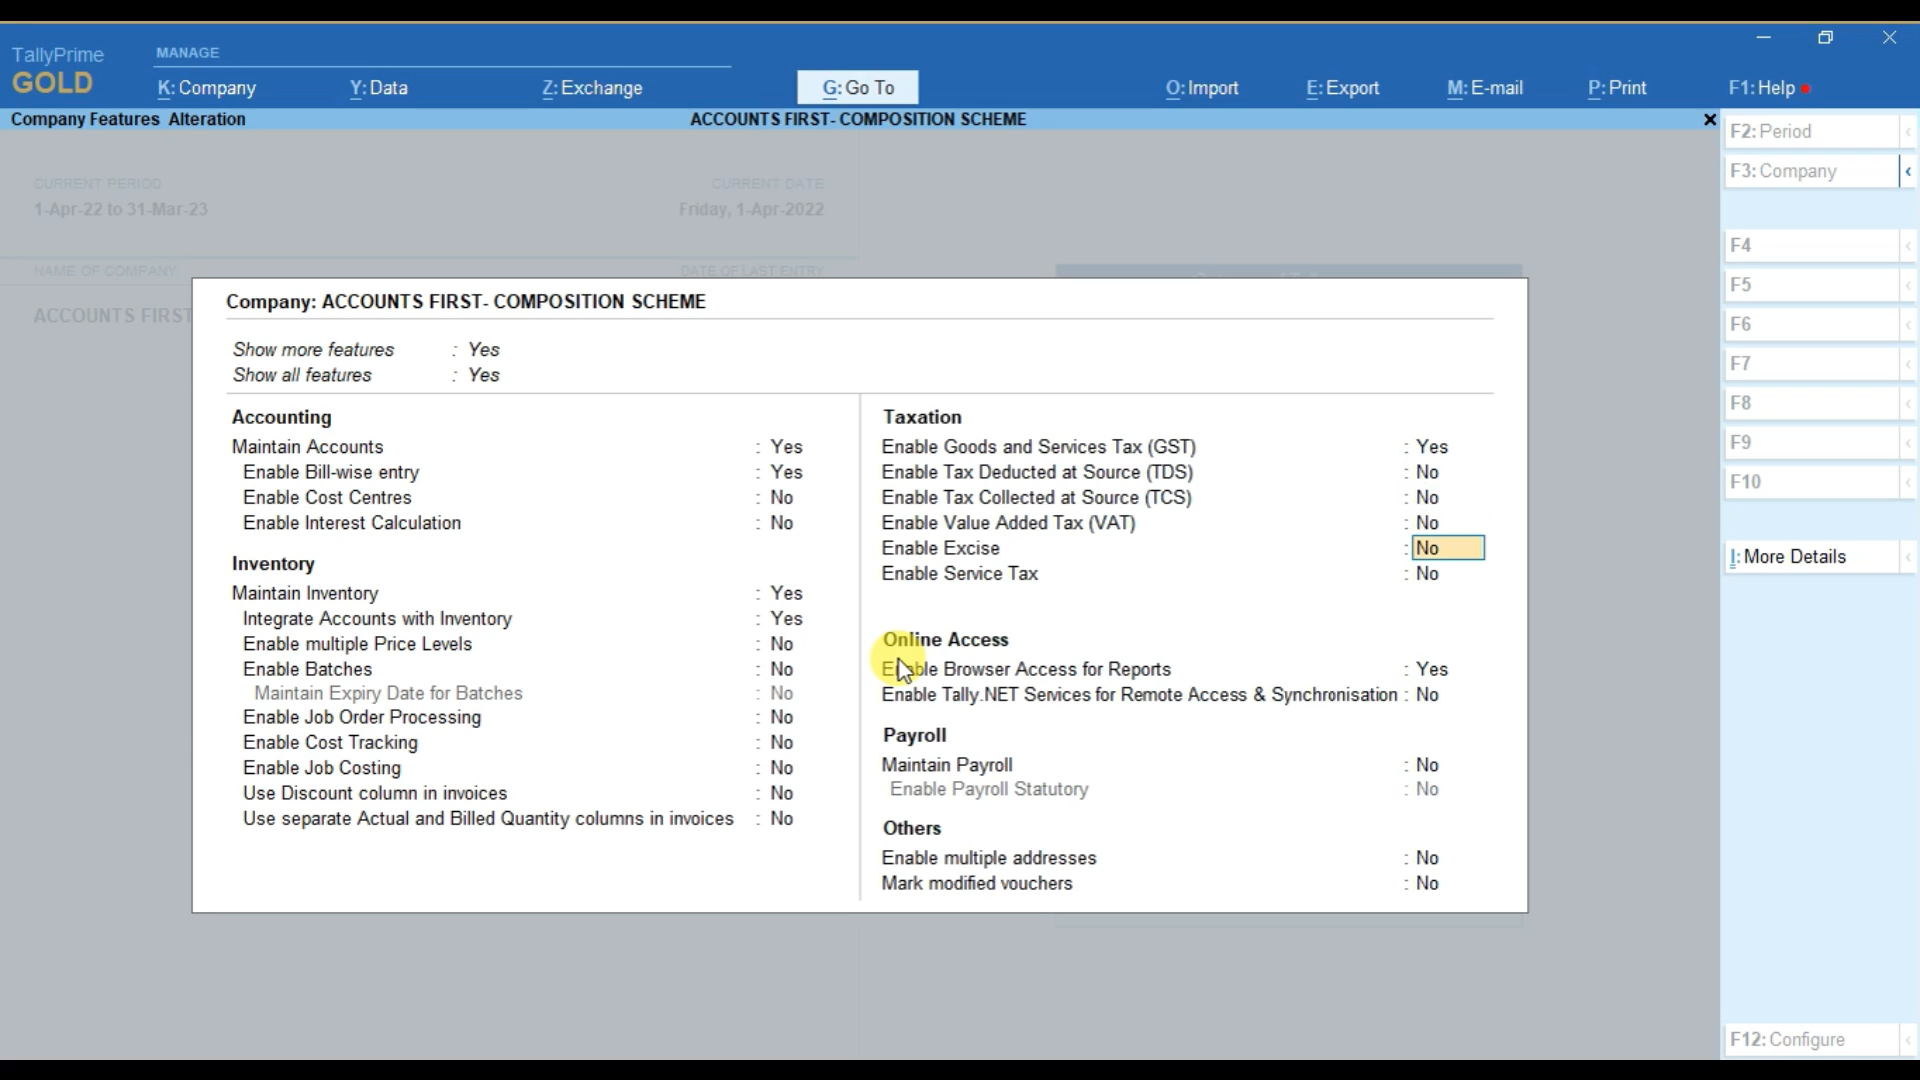 TallyPrime
GOLD
MANAGE
K: Company
Y: Data
Z: Exchange
G: Go To
O: Import
E: Export
M: E-mail
P: Print
F1: Help
Company Features Alteration
ACCOUNTS FIRST- COMPOSITION SCHEME
CURRENT PERIOD
CURRENT DATE
1-Apr-22 to 31-Mar-23
Friday, 1-Apr-2022
NAME OF COMPANY
DATE OF LAST ENTRY
ACCOUNTS FIRST
Company: ACCOUNTS FIRST- COMPOSITION SCHEME
Show more features : Yes
Show all features : Yes
Accounting
Maintain Accounts : Yes
Enable Bill-wise entry : Yes
Enable Cost Centres : No
Enable Interest Calculation : No
Inventory
Maintain Inventory : Yes
Integrate Accounts with Inventory : Yes
Enable multiple Price Levels : No
Enable Batches : No
Maintain Expiry Date for Batches : No
Enable Job Order Processing : No
Enable Cost Tracking : No
Enable Job Costing : No
Use Discount column in invoices : No
Use separate Actual and Billed Quantity columns in invoices : No
Taxation
Enable Goods and Services Tax (GST) : Yes
Enable Tax Deducted at Source (TDS) : No
Enable Tax Collected at Source (TCS) : No
Enable Value Added Tax (VAT) : No
Enable Excise : No
Enable Service Tax : No
Online Access
Enable Browser Access for Reports : Yes
Enable Tally.NET Services for Remote Access & Synchronisation : No
Payroll
Maintain Payroll : No
Enable Payroll Statutory : No
Others
Enable multiple addresses : No
Mark modified vouchers : No
F2: Period
F3: Company
F4
F5
F6
F7
F8
F9
F10
I: More Details
F12: Configure